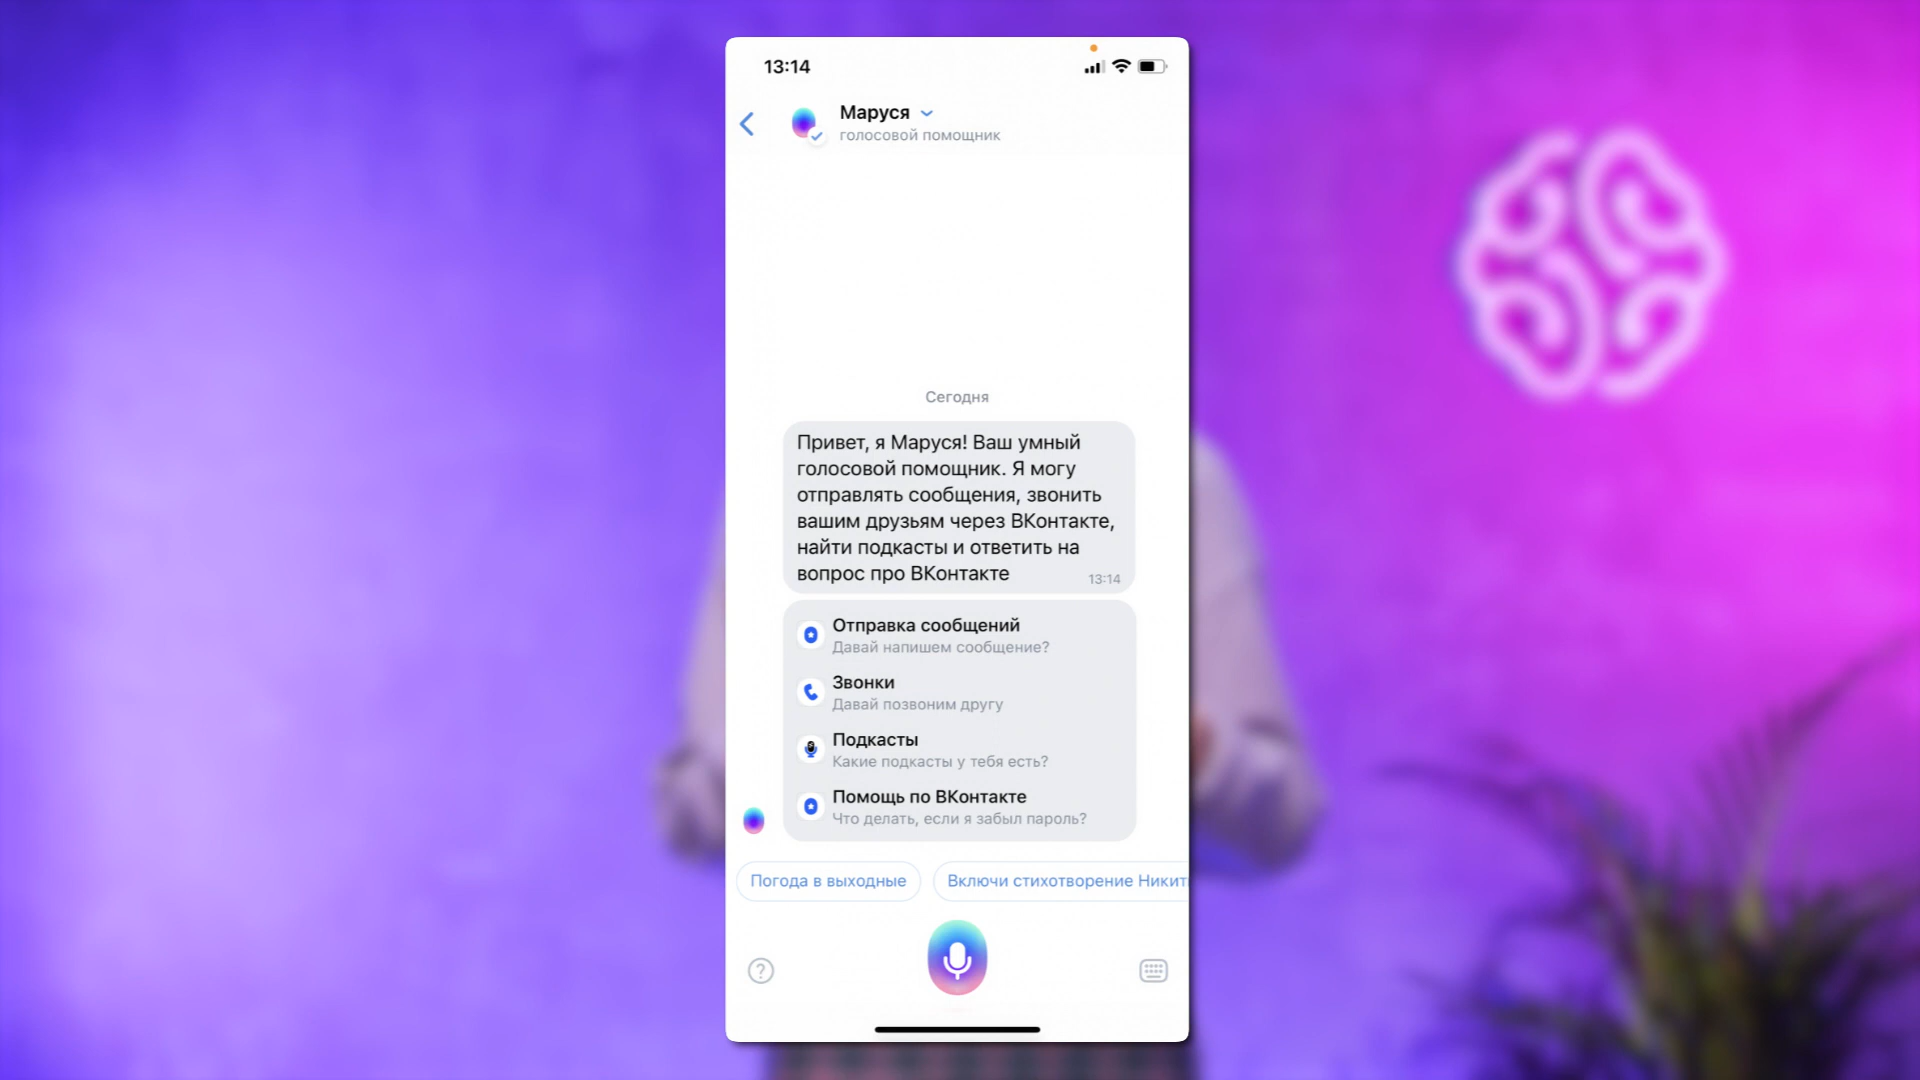 13:14
Маруся
голосовой помощник
Сегодня
Привет, я Маруся! Ваш умный
голосовой помощник. Я могу
отправлять сообщения, звонить
вашим друзьям через ВКонтакте,
найти подкасты и ответить на
вопрос про ВКонтакте
13:14
Отправка сообщений
Давай напишем сообщение?
Звонки
Давай позвоним другу
Подкасты
Какие подкасты у тебя есть?
Помощь по ВКонтакте
Что делать, если я забыл пароль?
Погода в выходные
Включи стихотворение